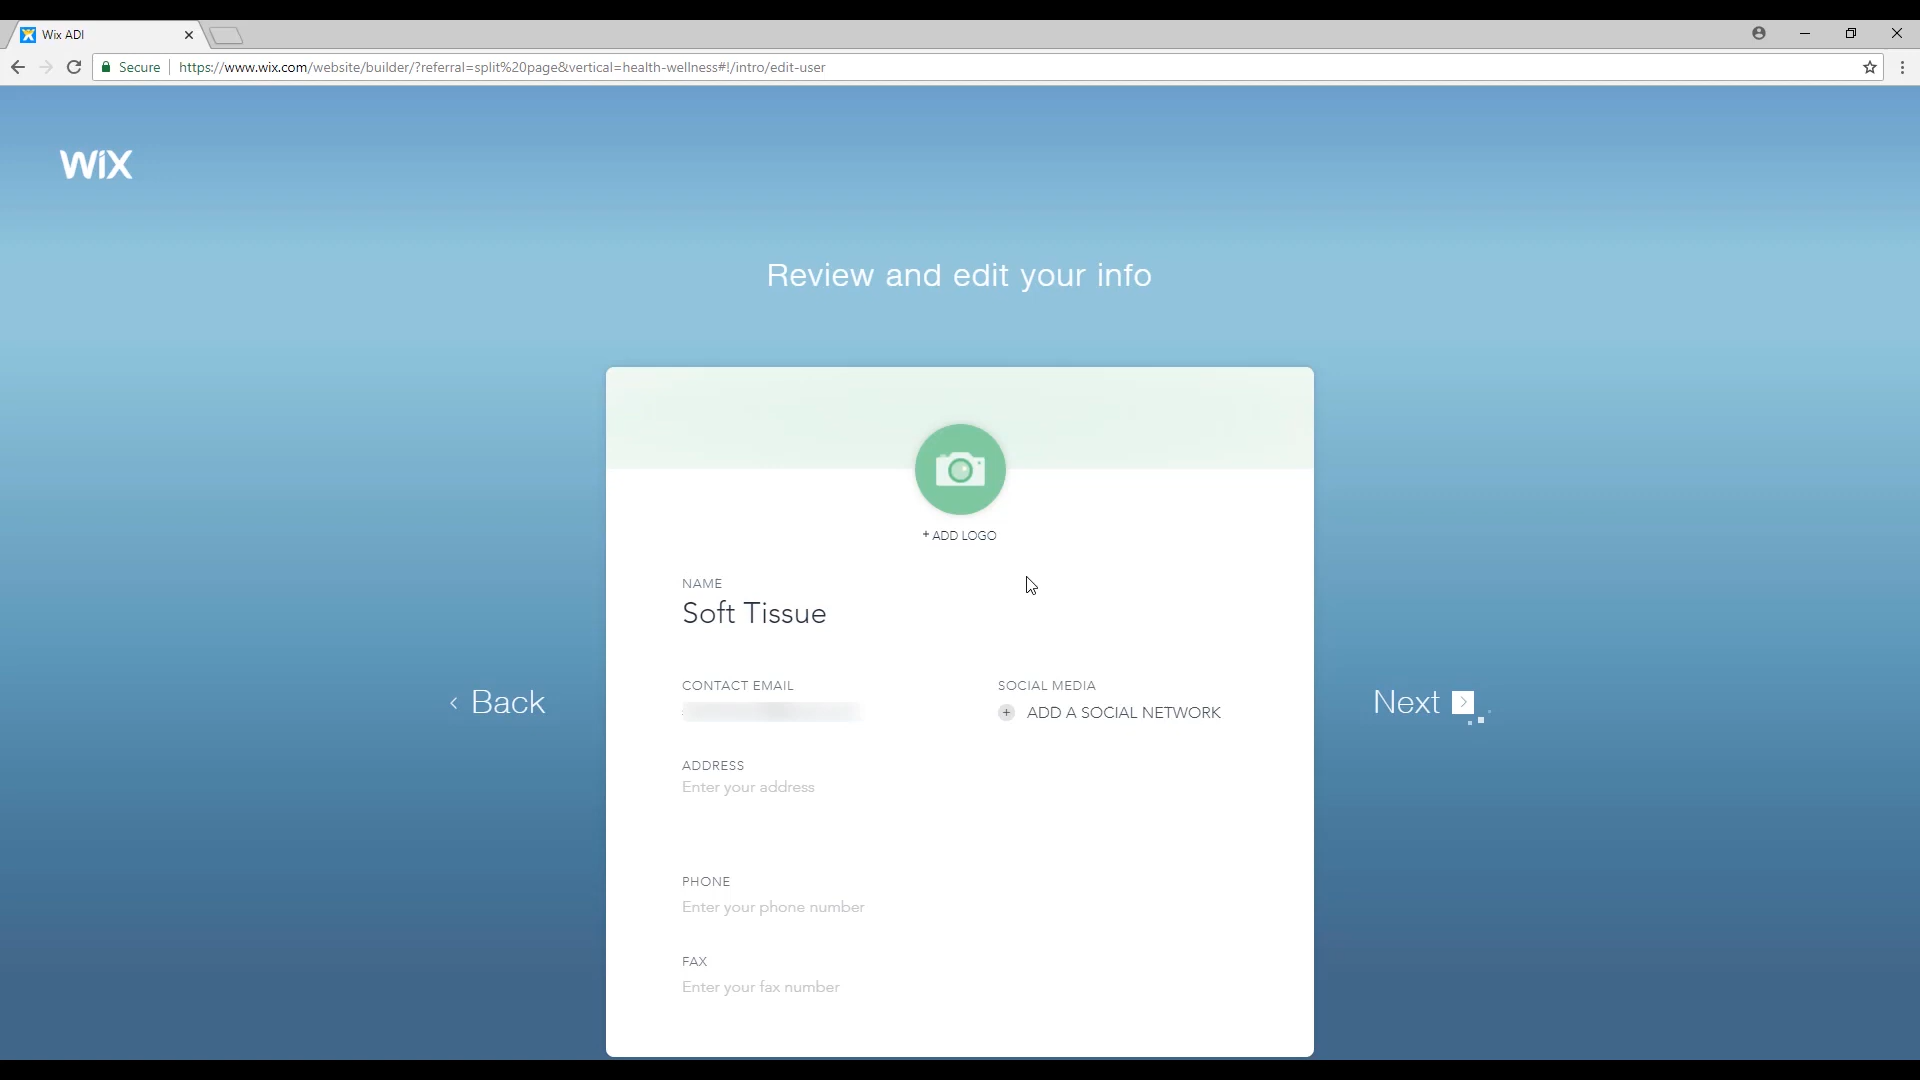 Wix ADI
Secure https://www.wix.com/website/builder/?referral=split%20page&vertical=health-wellness#!/intro/edit-user
WiX
Review and edit your info
+ ADD LOGO
NAME
Soft Tissue
CONTACT EMAIL
SOCIAL MEDIA
+ ADD A SOCIAL NETWORK
< Back
Next >
ADDRESS
Enter your address
PHONE
Enter your phone number
FAX
Enter your fax number